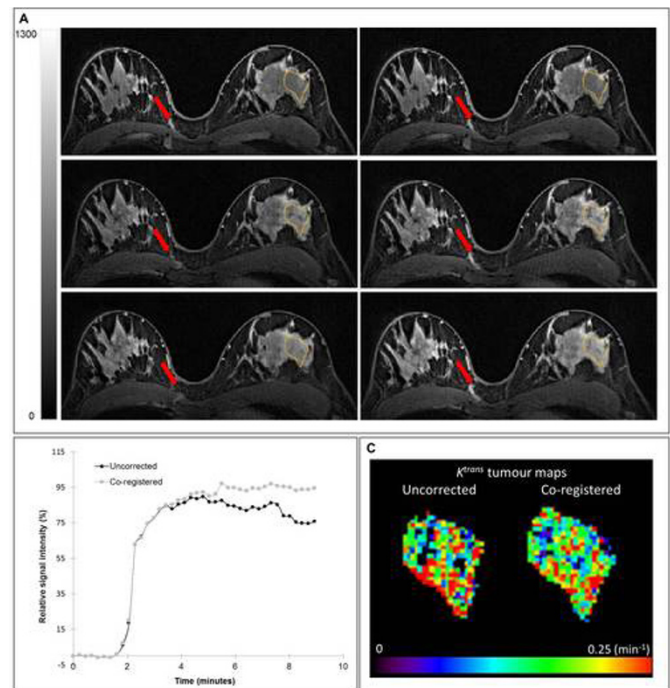 A
1300
0
115
95
75
55
35
15
-5
Relative signal intensity (%)
Uncorrected
Co-registered
0
2
4
6
8
10
Time (minutes)
C
Ktrans tumour maps
Uncorrected
Co-registered
0
0.25 (min-1)